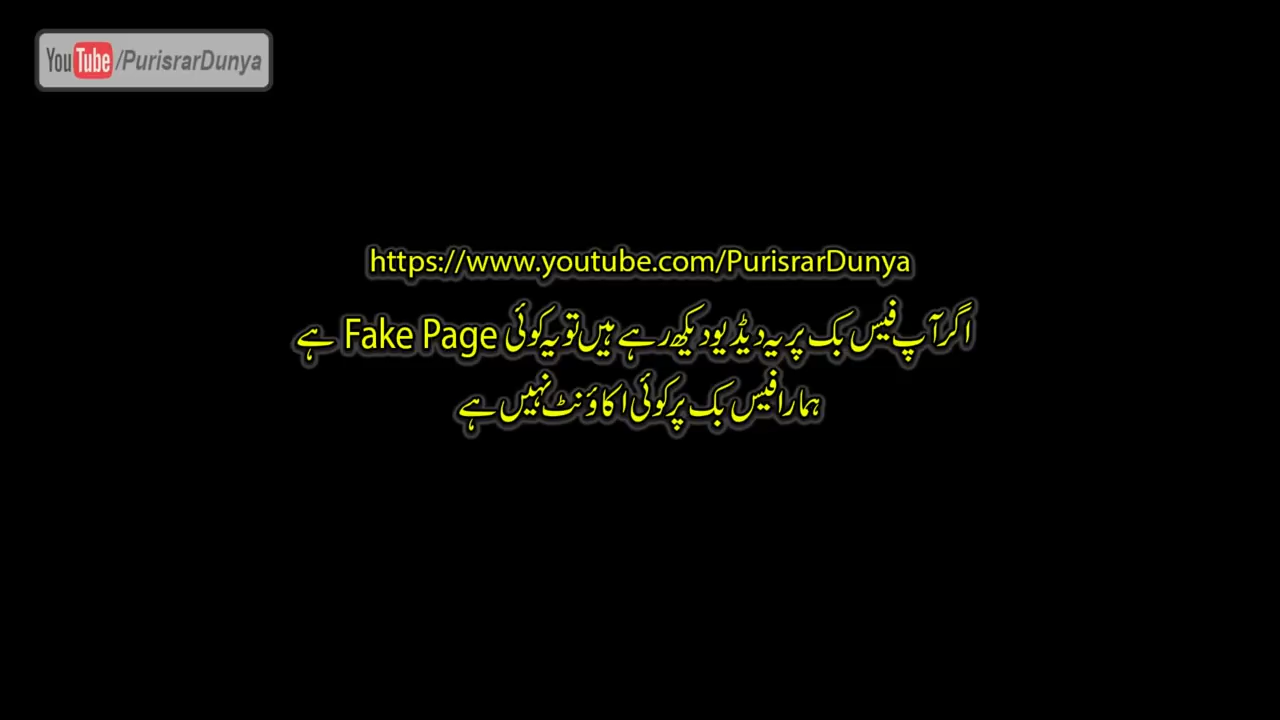 YouTube/PurisrarDunya
https://www.youtube.com/PurisrarDunya
اگر آپ فیس بک پر یہ ویڈیو دیکھ رہے ہیں تو یہ کوئی Fake Page ہے
ہمارا فیس بک پر کوئی اکاؤنٹ نہیں ہے